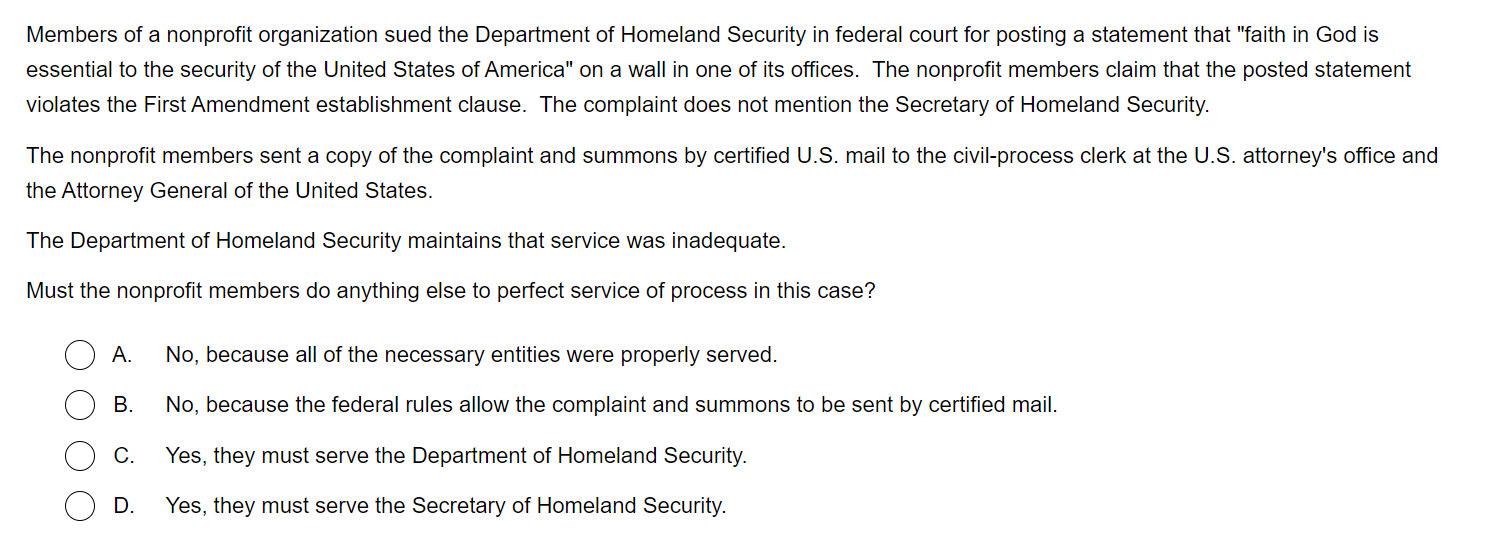 Members of a nonprofit organization sued the Department of Homeland Security in federal court for posting a statement that "faith in God is
essential to the security of the United States of America" on a wall in one of its offices.  The nonprofit members claim that the posted statement
violates the First Amendment establishment clause.  The complaint does not mention the Secretary of Homeland Security.
The nonprofit members sent a copy of the complaint and summons by certified U.S. mail to the civil-process clerk at the U.S. attorney's office and
the Attorney General of the United States.
The Department of Homeland Security maintains that service was inadequate.
Must the nonprofit members do anything else to perfect service of process in this case?
A. No, because all of the necessary entities were properly served.
B. No, because the federal rules allow the complaint and summons to be sent by certified mail.
C. Yes, they must serve the Department of Homeland Security.
D. Yes, they must serve the Secretary of Homeland Security.